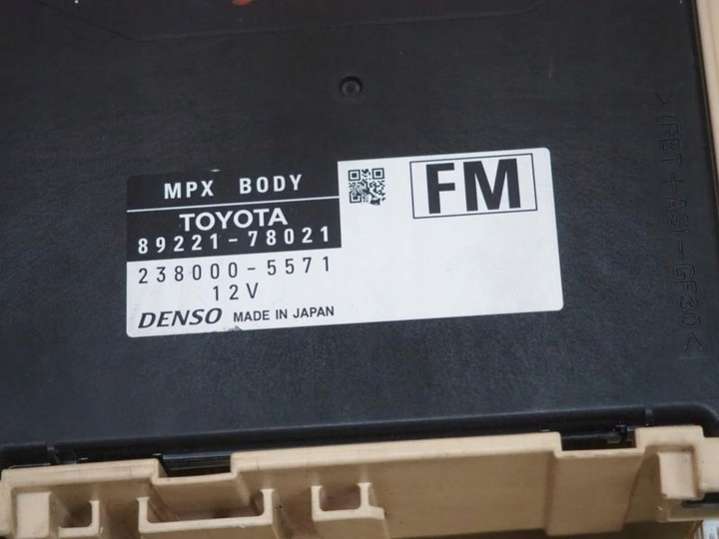 MPX BODY
TOYOTA
89221-78021
238000-5571
12V
DENSO MADE IN JAPAN
FM